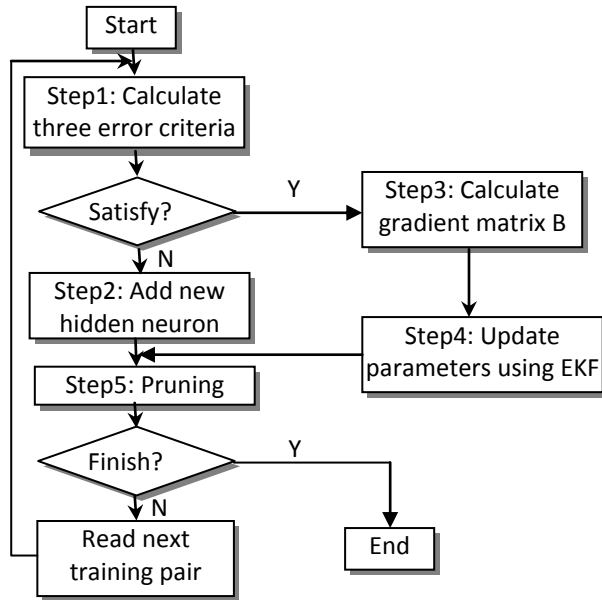 Start
Step1: Calculate
three error criteria
Satisfy?
Y
Step3: Calculate
gradient matrix B
N
Step2: Add new
hidden neuron
Step4: Update
parameters using EKF
Step5: Pruning
Finish?
Y
N
Read next
training pair
End